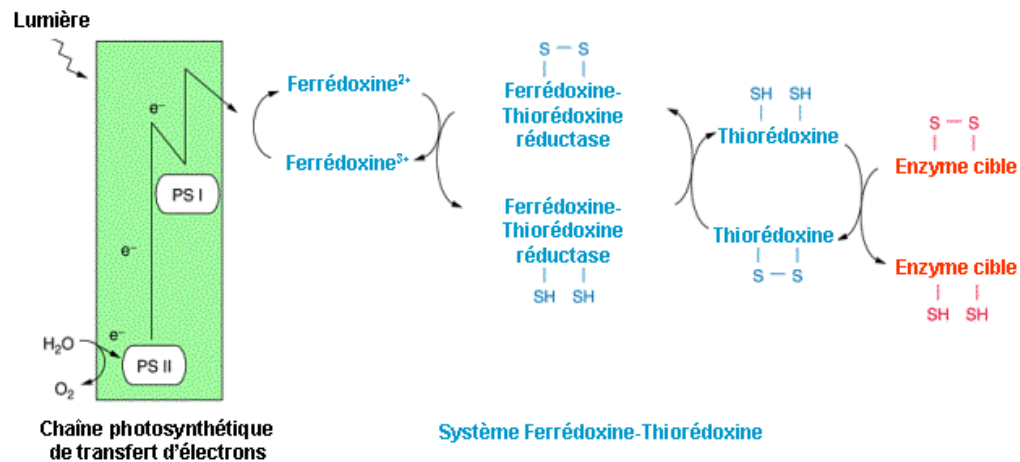 Lumière
e⁻
PS I
e⁻
H₂O
e⁻
PS II
O₂
Chaîne photosynthétique
de transfert d'électrons
Ferrédoxine²⁺
Ferrédoxine³⁺
S — S
Ferrédoxine-
Thiorédoxine
réductase
Ferrédoxine-
Thiorédoxine
réductase
SH SH
SH SH
Thiorédoxine
Thiorédoxine
S — S
S — S
Enzyme cible
Enzyme cible
SH SH
Système Ferrédoxine-Thiorédoxine